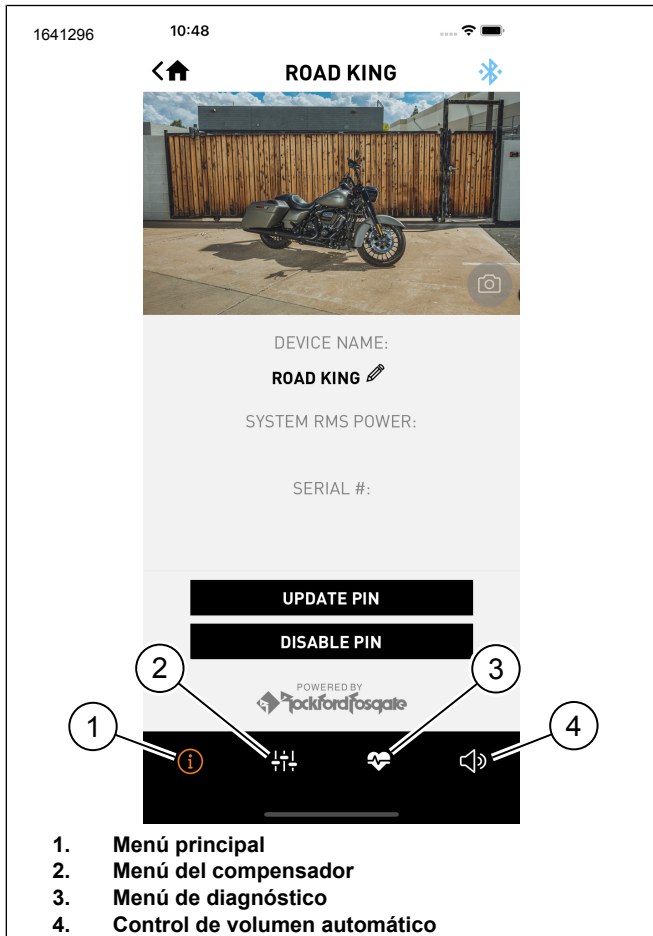 1641296
10:48
ROAD KING
DEVICE NAME:
ROAD KING
SYSTEM RMS POWER:
SERIAL #:
UPDATE PIN
DISABLE PIN
2
3
POWERED BY
Rockford Fosgate
1
4
1. Menú principal
2. Menú del compensador
3. Menú de diagnóstico
4. Control de volumen automático